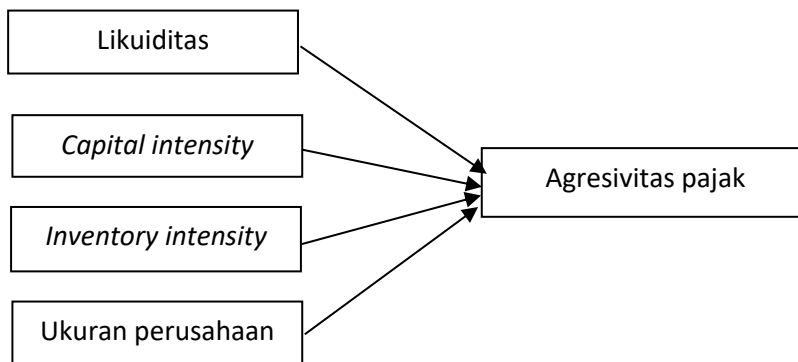 Likuiditas
Capital intensity
Agresivitas pajak
Inventory intensity
Ukuran perusahaan